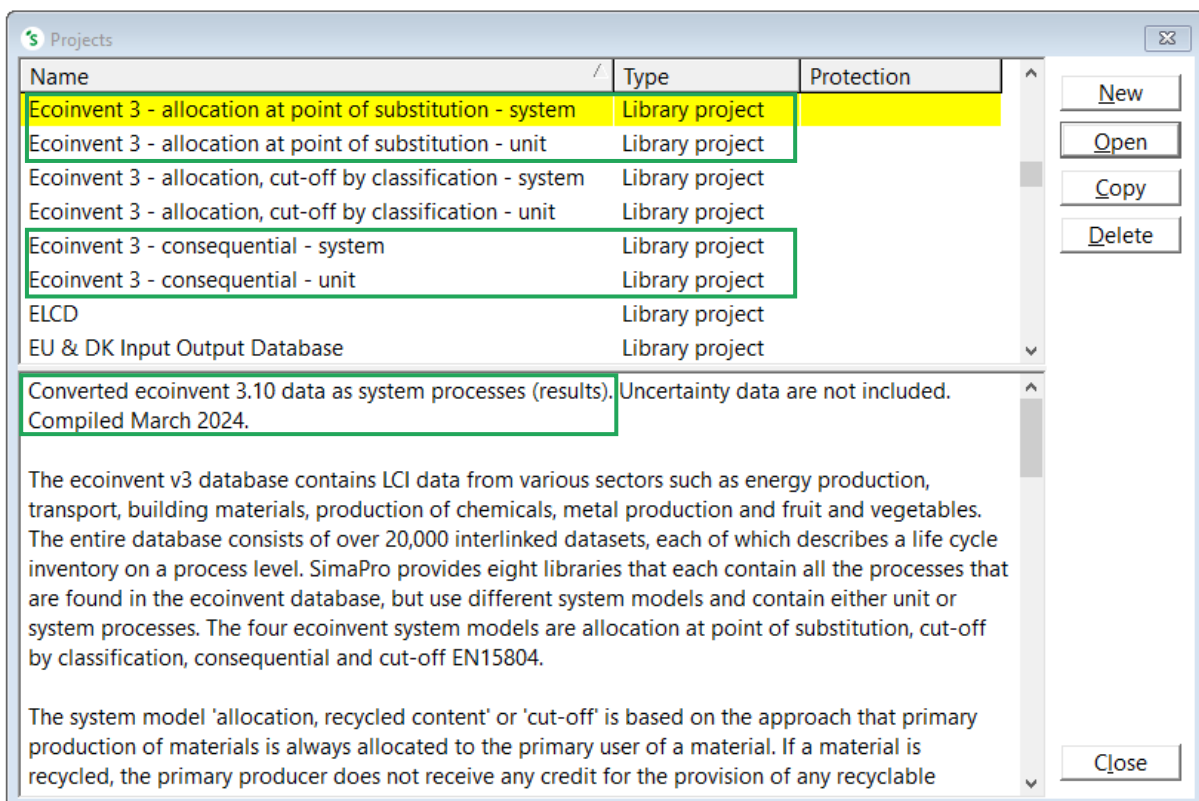 Projects
Name Type Protection
Ecoinvent 3 - allocation at point of substitution - system Library project
Ecoinvent 3 - allocation at point of substitution - unit Library project
Ecoinvent 3 - allocation, cut-off by classification - system Library project
Ecoinvent 3 - allocation, cut-off by classification - unit Library project
Ecoinvent 3 - consequential - system Library project
Ecoinvent 3 - consequential - unit Library project
ELCD Library project
EU & DK Input Output Database Library project
New
Open
Copy
Delete
Converted ecoinvent 3.10 data as system processes (results). Uncertainty data are not included.
Compiled March 2024.
The ecoinvent v3 database contains LCI data from various sectors such as energy production,
transport, building materials, production of chemicals, metal production and fruit and vegetables.
The entire database consists of over 20,000 interlinked datasets, each of which describes a life cycle
inventory on a process level. SimaPro provides eight libraries that each contain all the processes that
are found in the ecoinvent database, but use different system models and contain either unit or
system processes. The four ecoinvent system models are allocation at point of substitution, cut-off
by classification, consequential and cut-off EN15804.
The system model 'allocation, recycled content' or 'cut-off' is based on the approach that primary
production of materials is always allocated to the primary user of a material. If a material is
recycled, the primary producer does not receive any credit for the provision of any recyclable
Close